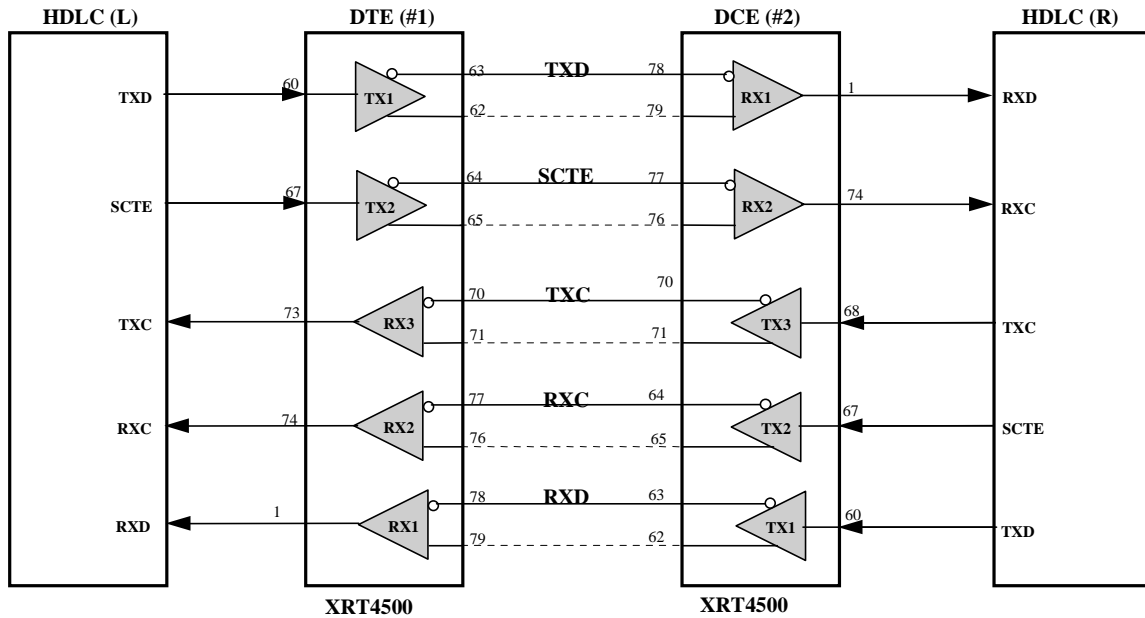 HDLC (L) DTE (#1) DCE (#2) HDLC (R)
60 63 TXD 78
TXD TX1 RX1 1 RXD
62 79
67 64 SCTE 77
SCTE TX2 RX2 74 RXC
65 76
70 TXC 70
TXC 73 RX3 TX3 68 TXC
71 71
77 RXC 64
RXC 74 RX2 TX2 67 SCTE
76 65
78 RXD 63
RXD 1 RX1 TX1 60 TXD
79 62
XRT4500 XRT4500